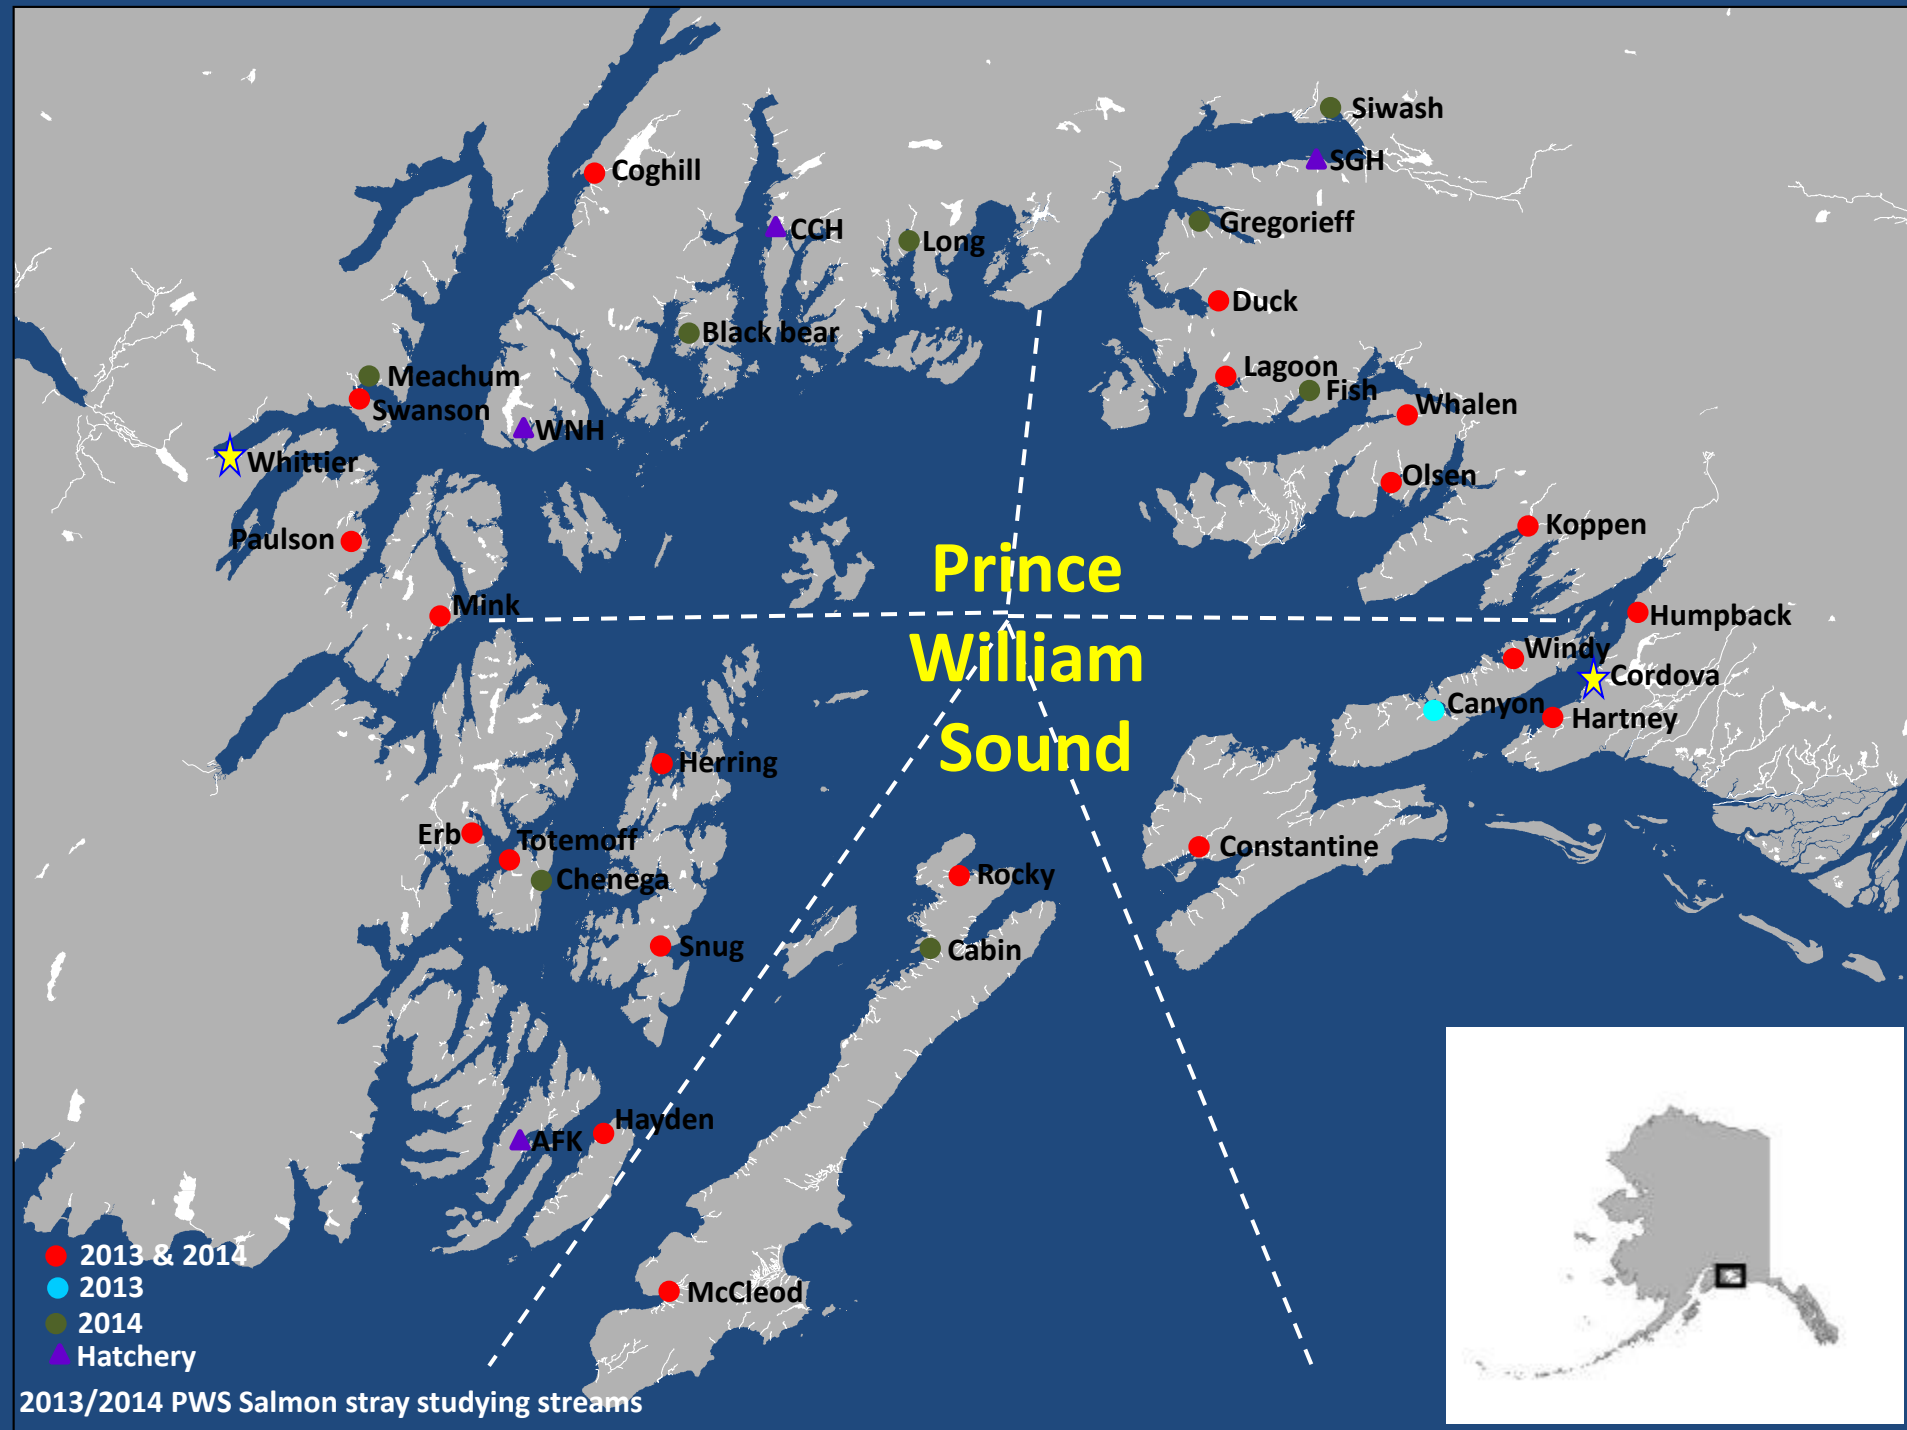 Siwash
SGH
Coghill
Gregorieff
CCH
Long
Duck
Black bear
Lagoon
Meachum
Fish
Swanson
Whalen
WNH
Whittier
Olsen
Koppen
Paulson
Prince
William
Sound
Mink
Humpback
Windy
Cordova
Canyon
Hartney
Herring
Erb
Totemoff
Constantine
Rocky
Chenega
Snug
Cabin
Hayden
AFK
McCleod
2013 & 2014
2013
2014
Hatchery
2013/2014 PWS Salmon stray studying streams